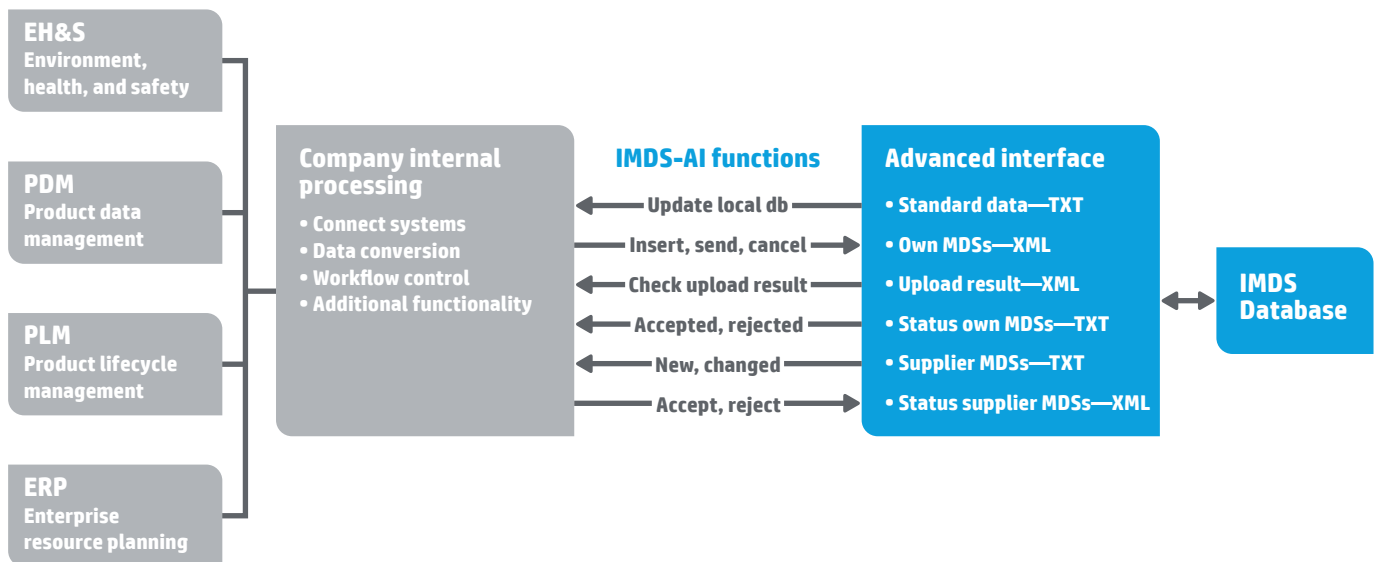 EH&S
Environment,
health, and safety
PDM
Product data
management
PLM
Product lifecycle
management
ERP
Enterprise
resource planning
Company internal
processing
• Connect systems
• Data conversion
• Workflow control
• Additional functionality
IMDS-AI functions
Update local db
Insert, send, cancel
Check upload result
Accepted, rejected
New, changed
Accept, reject
Advanced interface
• Standard data—TXT
• Own MDSs—XML
• Upload result—XML
• Status own MDSs—TXT
• Supplier MDSs—TXT
• Status supplier MDSs—XML
IMDS
Database